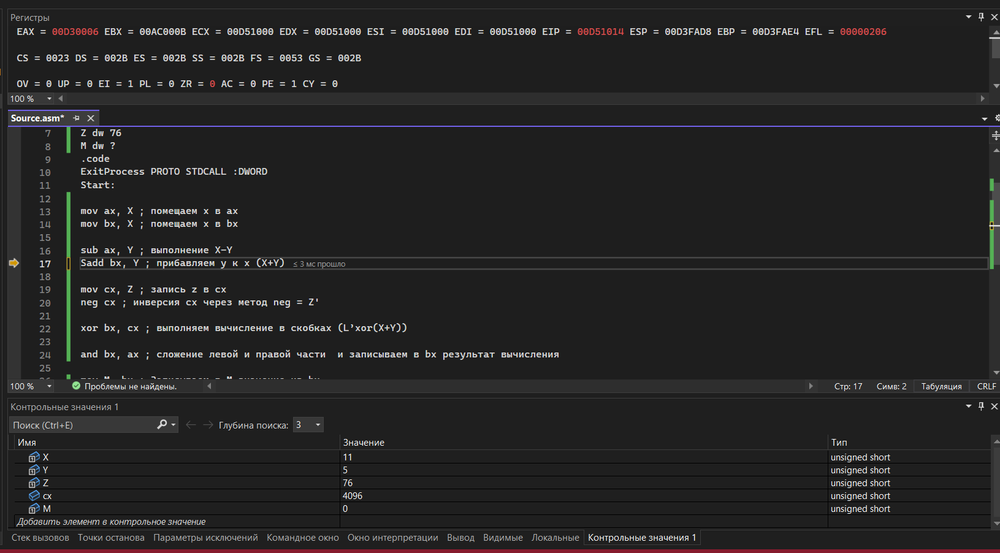 Регистры
EAX = 00D30006 EBX = 00AC000B ECX = 00D51000 EDX = 00D51000 ESI = 00D51000 EDI = 00D51000 EIP = 00D51014 ESP = 00D3FAD8 EBP = 00D3FAE4 EFL = 00000206
CS = 0023 DS = 002B ES = 002B SS = 002B FS = 0053 GS = 002B
OV = 0 UP = 0 EI = 1 PL = 0 ZR = 0 AC = 0 PE = 1 CY = 0
100 %
Source.asm*
7 Z dw 76
8 M dw ?
9 .code
10 ExitProcess PROTO STDCALL :DWORD
11 Start:
12
13 mov ax, X ; помещаем x в ax
14 mov bx, X ; помещаем x в bx
15
16 sub ax, Y ; выполнение X-Y
17 Sadd bx, Y ; прибавляем y к x (X+Y) ≤ 3 мс прошло
18
19 mov cx, Z ; запись z в cx
20 neg cx ; инверсия cx через метод neg = Z'
21
22 xor bx, cx ; выполняем вычисление в скобках (L’xor(X+Y))
23
24 and bx, ax ; сложение левой и правой части  и записываем в bx результат вычисления
25
100 % Проблемы не найдены. Стр: 17 Симв: 2 Табуляция CRLF
Контрольные значения 1
Поиск (Ctrl+E) Глубина поиска: 3
Имя Значение Тип
X 11 unsigned short
Y 5 unsigned short
Z 76 unsigned short
cx 4096 unsigned short
M 0 unsigned short
Добавить элемент в контрольное значение
Стек вызовов Точки останова Параметры исключений Командное окно Окно интерпретации Вывод Видимые Локальные Контрольные значения 1